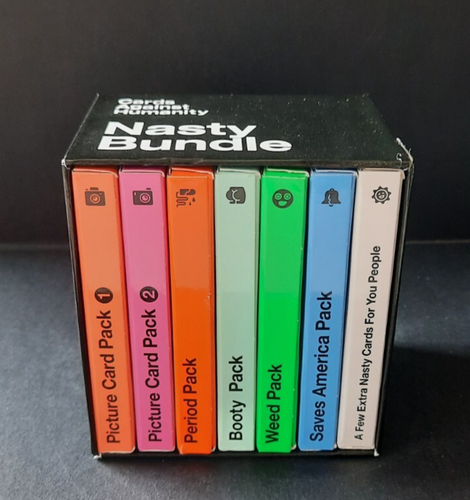 Cards
Against
Humanity
Nasty
Bundle
Picture Card Pack 1
Picture Card Pack 2
Period Pack
Booty Pack
Weed Pack
Saves America Pack
A Few Extra Nasty Cards For You People